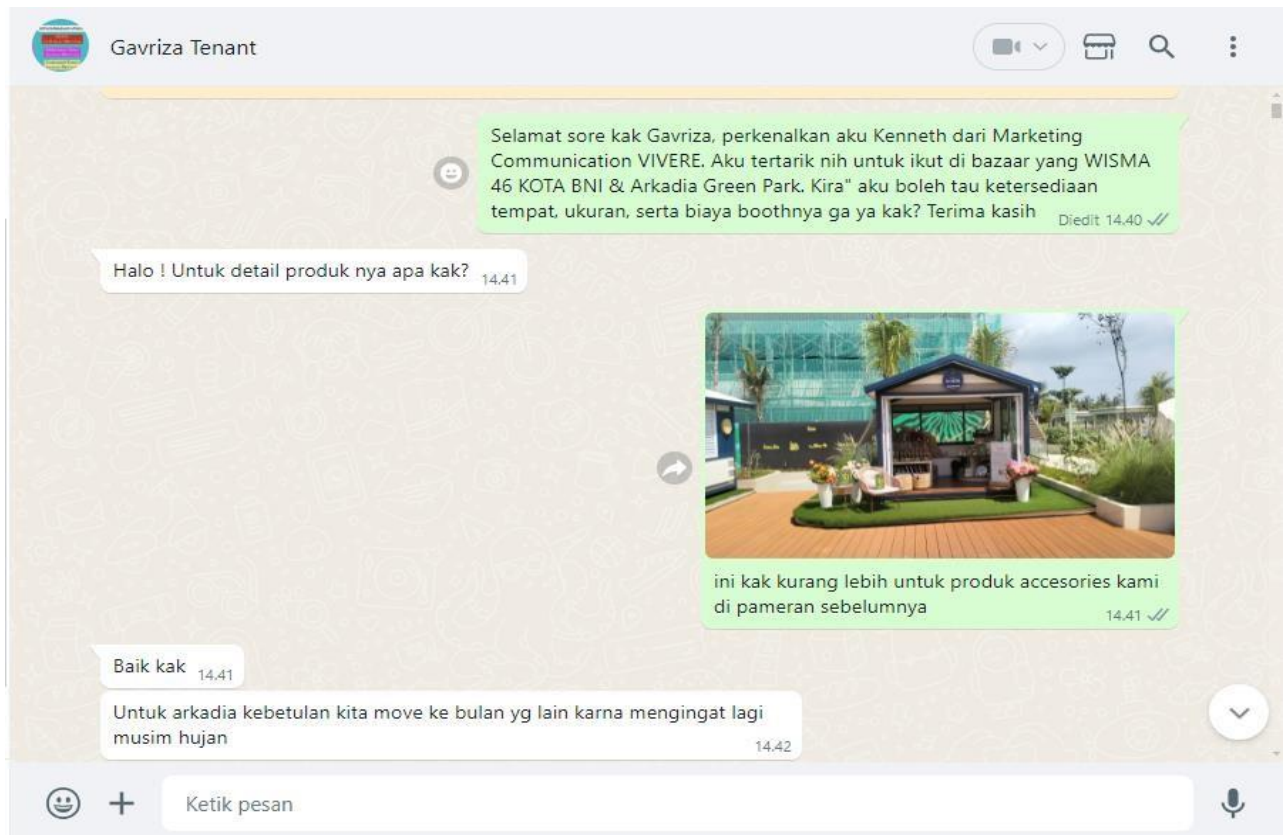 Gavriza Tenant
Selamat sore kak Gavriza, perkenalkan aku Kenneth dari Marketing
Communication VIVERE. Aku tertarik nih untuk ikut di bazaar yang WISMA
46 KOTA BNI & Arkadia Green Park. Kira" aku boleh tau ketersediaan
tempat, ukuran, serta biaya boothnya ga ya kak? Terima kasih
Diedit 14.40
Halo ! Untuk detail produk nya apa kak?
14.41
ini kak kurang lebih untuk produk accesories kami
di pameran sebelumnya
14.41
Baik kak
14.41
Untuk arkadia kebetulan kita move ke bulan yg lain karna mengingat lagi
musim hujan
14.42
Ketik pesan